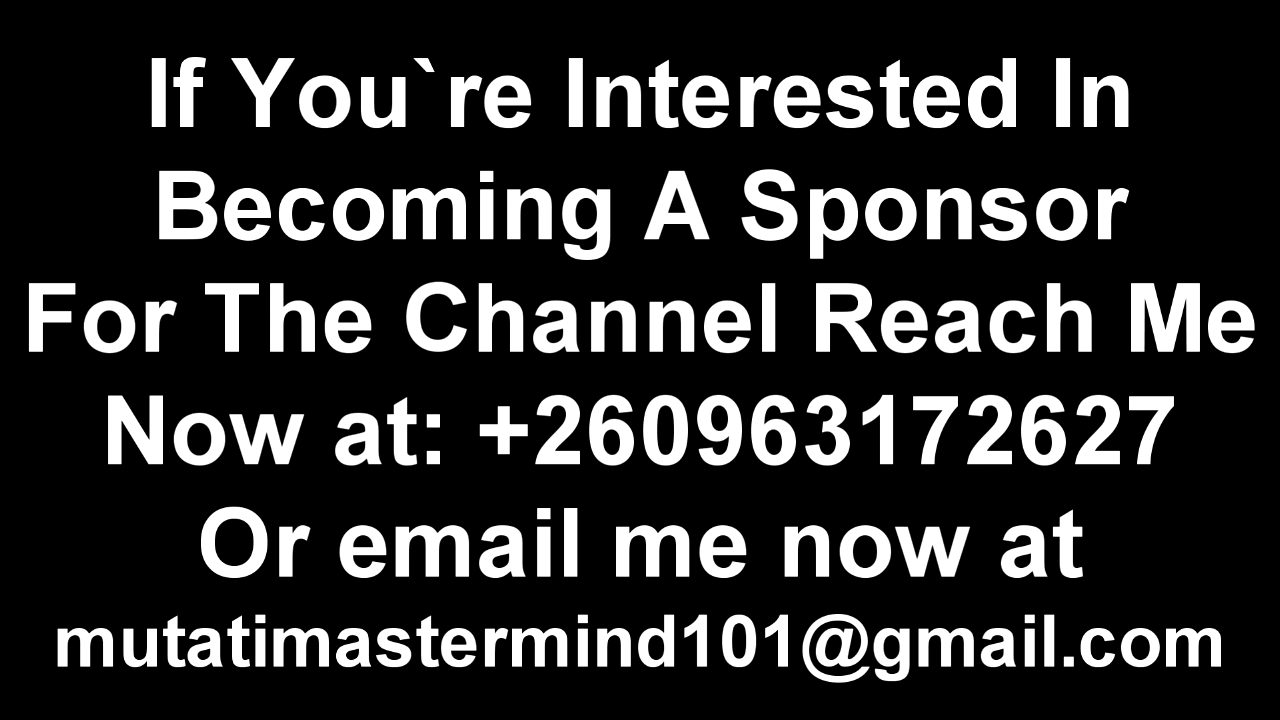 If You`re Interested In
Becoming A Sponsor
For The Channel Reach Me
Now at: +260963172627
Or email me now at
mutatimastermind101@gmail.com